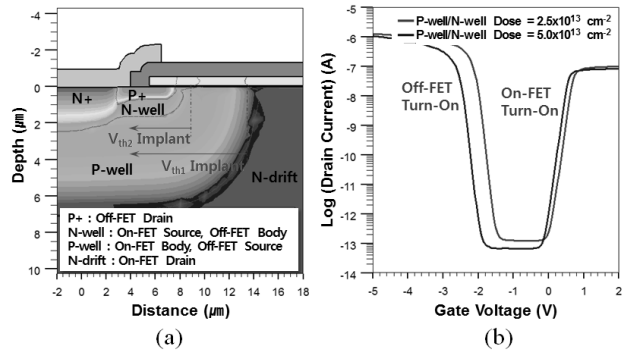 -4
-2
0
2
4
6
8
10
Depth (㎛)
N+
P+
N-well
Vth2 Implant
P-well
Vth1 Implant
N-drift
P+ : Off-FET Drain
N-well : On-FET Source, Off-FET Body
P-well : On-FET Body, Off-FET Source
N-drift : On-FET Drain
-2 0 2 4 6 8 10 12 14 16 18
Distance (㎛)
(a)
P-well/N-well Dose = 2.5x10¹³ cm⁻²
P-well/N-well Dose = 5.0x10¹³ cm⁻²
Off-FET
Turn-On
On-FET
Turn-On
Log (Drain Current) (A)
-5
-6
-7
-8
-9
-10
-11
-12
-13
-14
-5 -4 -3 -2 -1 0 1 2
Gate Voltage (V)
(b)